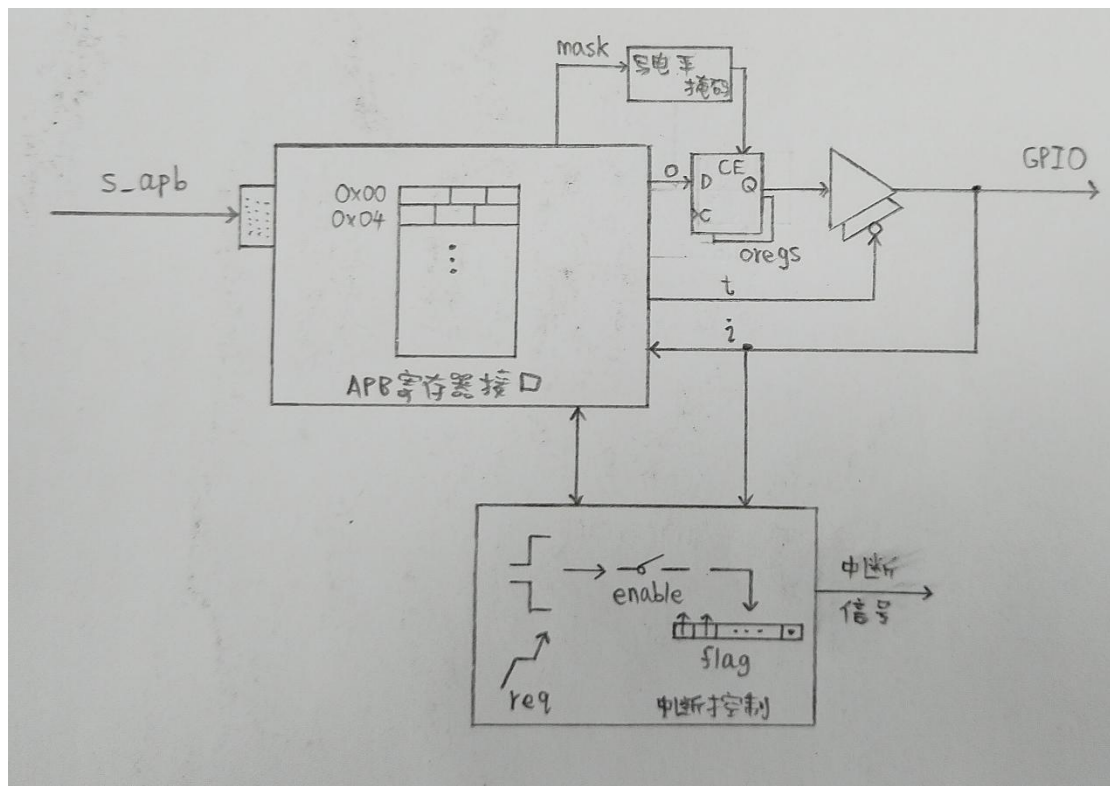 mask
写电平
掩码
s_apb
0x00
0x04
o
CE
D
Q
C
oregs
GPIO
t
i
APB寄存器接口
enable
flag
req
中断控制
中断
信号